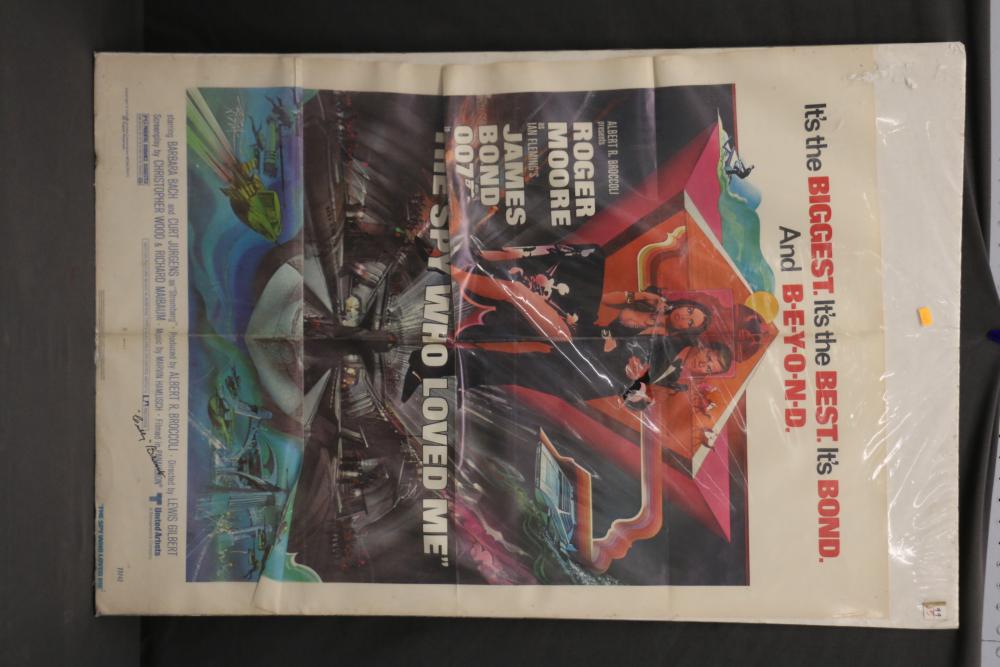 It's the BIGGEST. It's the BEST. It's BOND.
And B·E·Y·O·N·D.
ALBERT R. BROCCOLI
presents
ROGER
MOORE
as
IAN FLEMING'S
JAMES
BOND
007
"THE SPY WHO LOVED ME"
starring BARBARA BACH and CURT JURGENS as "Stromberg" · Produced by ALBERT R. BROCCOLI · Directed by LEWIS GILBERT
Screenplay by CHRISTOPHER WOOD & RICHARD MAIBAUM · Music by MARVIN HAMLISCH · Filmed in PANAVISION
United Artists
"THE SPY WHO LOVED ME"